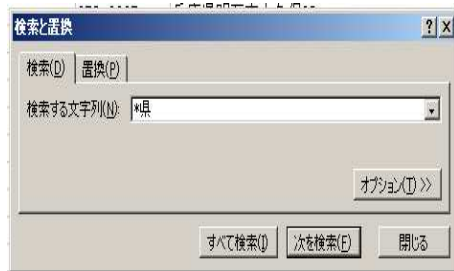 検索と置換
検索(D) 置換(P)
検索する文字列(N): *県
オプション(T) >>
すべて検索(I) 次を検索(F) 閉じる